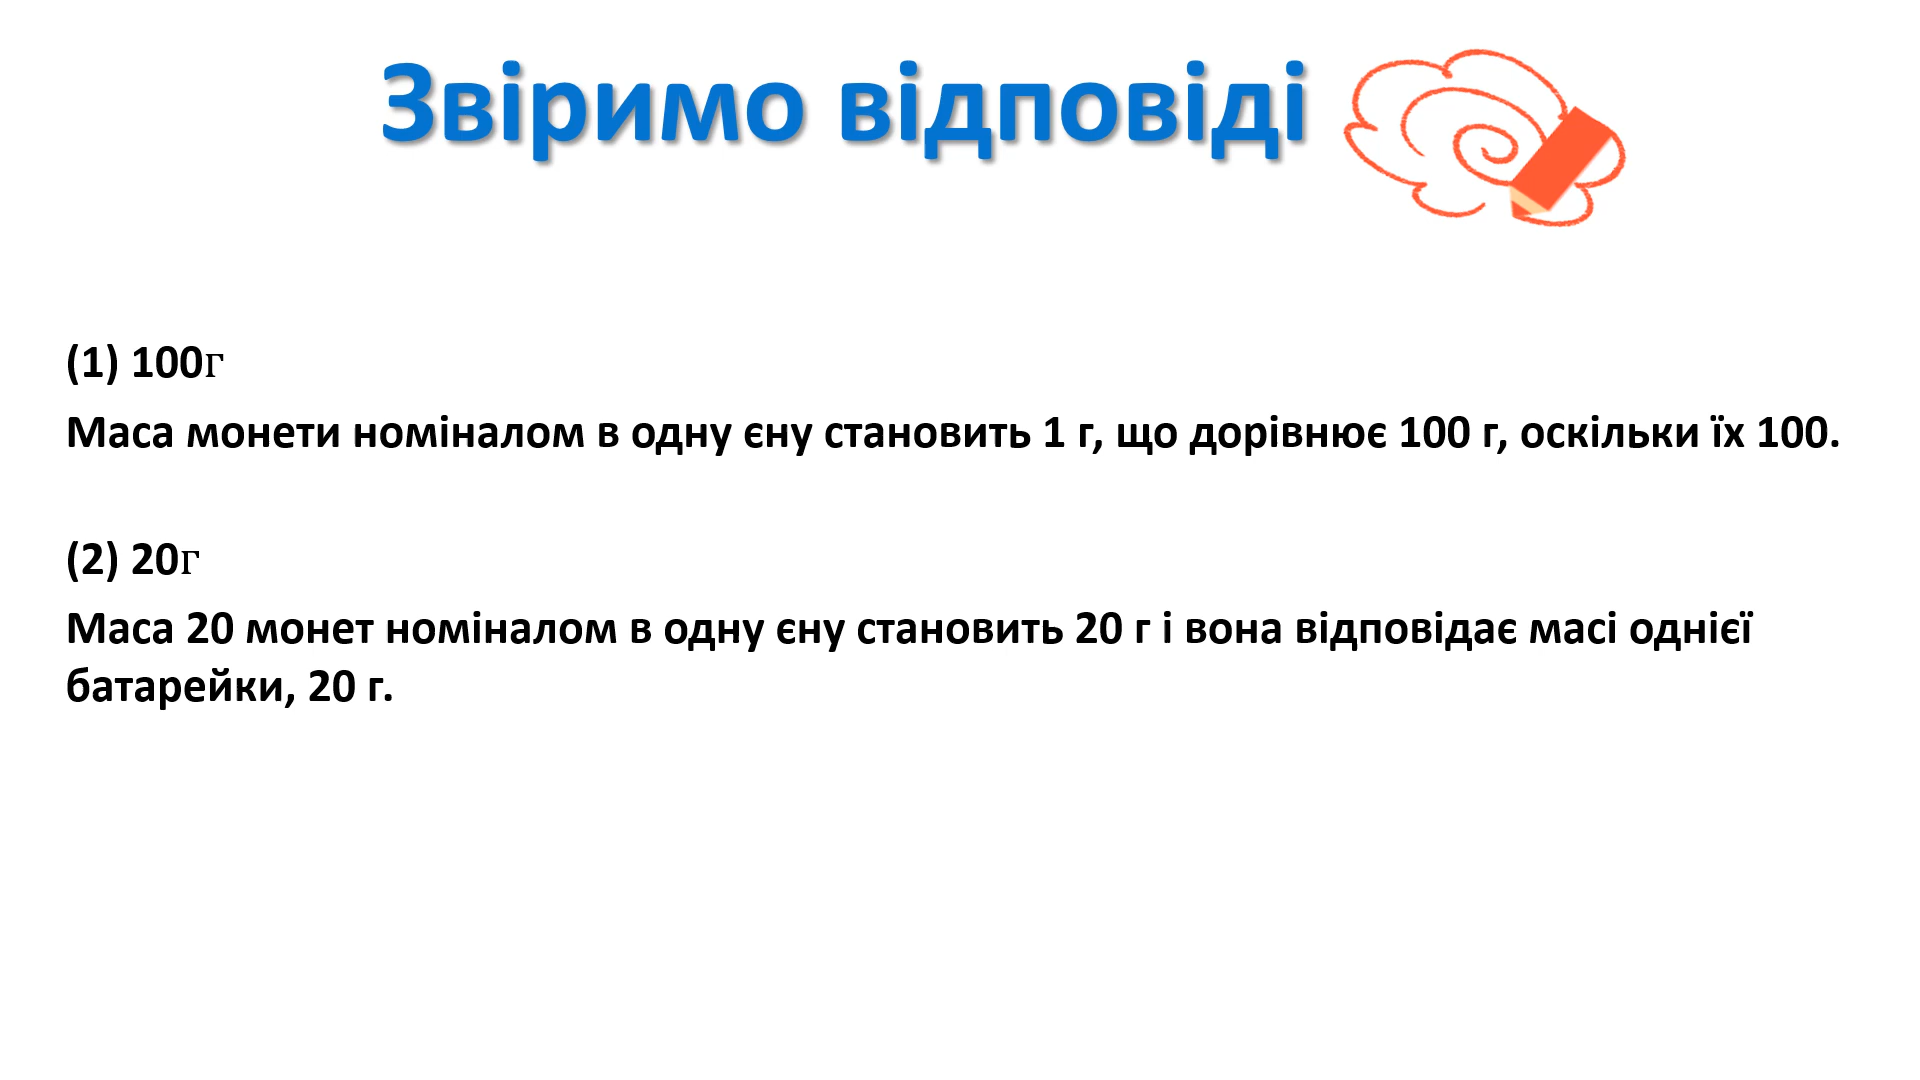 Звіримо відповіді
(1) 100г
Маса монети номіналом в одну єну становить 1 г, що дорівнює 100 г, оскільки їх 100.
(2) 20г
Маса 20 монет номіналом в одну єну становить 20 г і вона відповідає масі однієї
батарейки, 20 г.